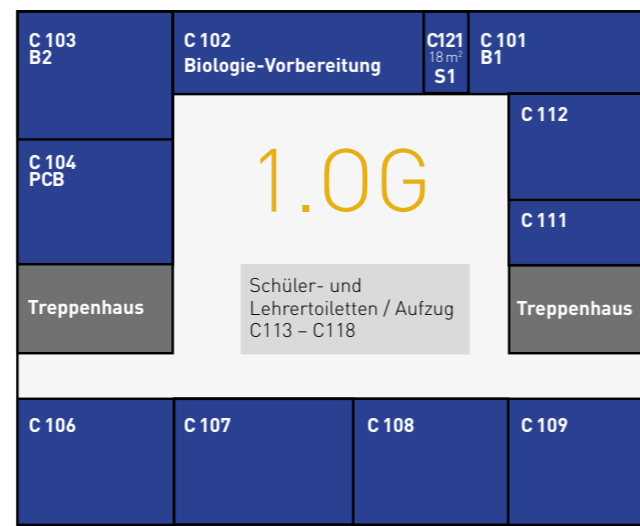 C 103
B2
C 102
Biologie-Vorbereitung
C121
18 m²
S1
C 101
B1
C 112
C 104
PCB
1.OG
C 111
Treppenhaus
Schüler- und
Lehrertoiletten / Aufzug
C113 – C118
Treppenhaus
C 106
C 107
C 108
C 109